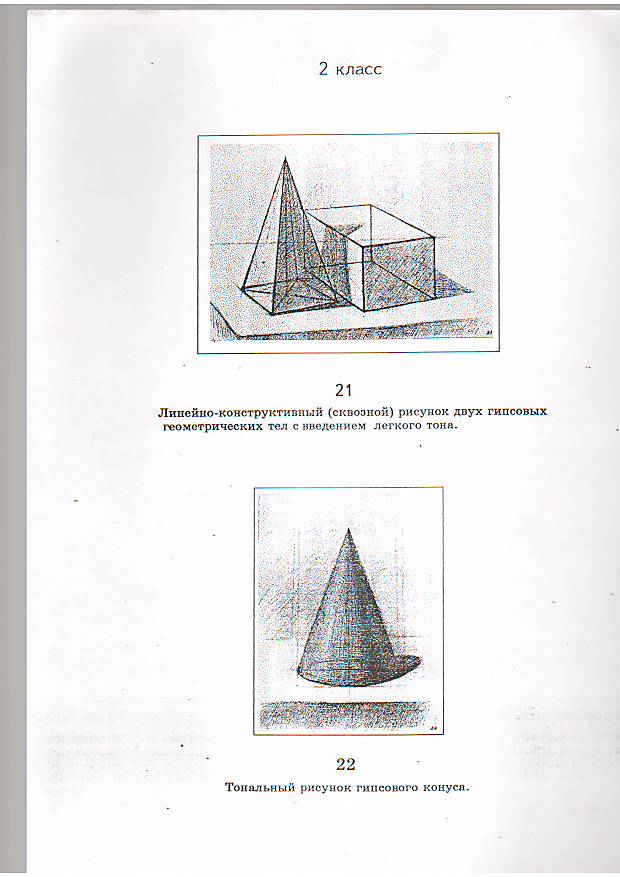 2 класс
21
Линейно-конструктивный (сквозной) рисунок двух гипсовых
геометрических тел с введением легкого тона.
22
Тональный рисунок гипсового конуса.